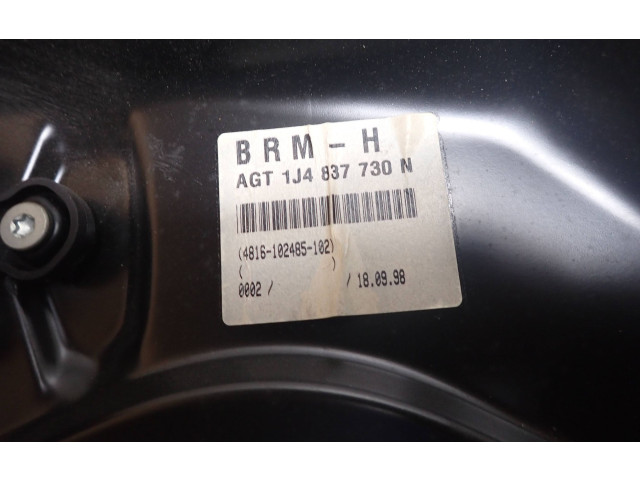 BRM - H
AGT 1J4 837 730 N
(4816-102485-102)
( )
0002 / / 18.09.98